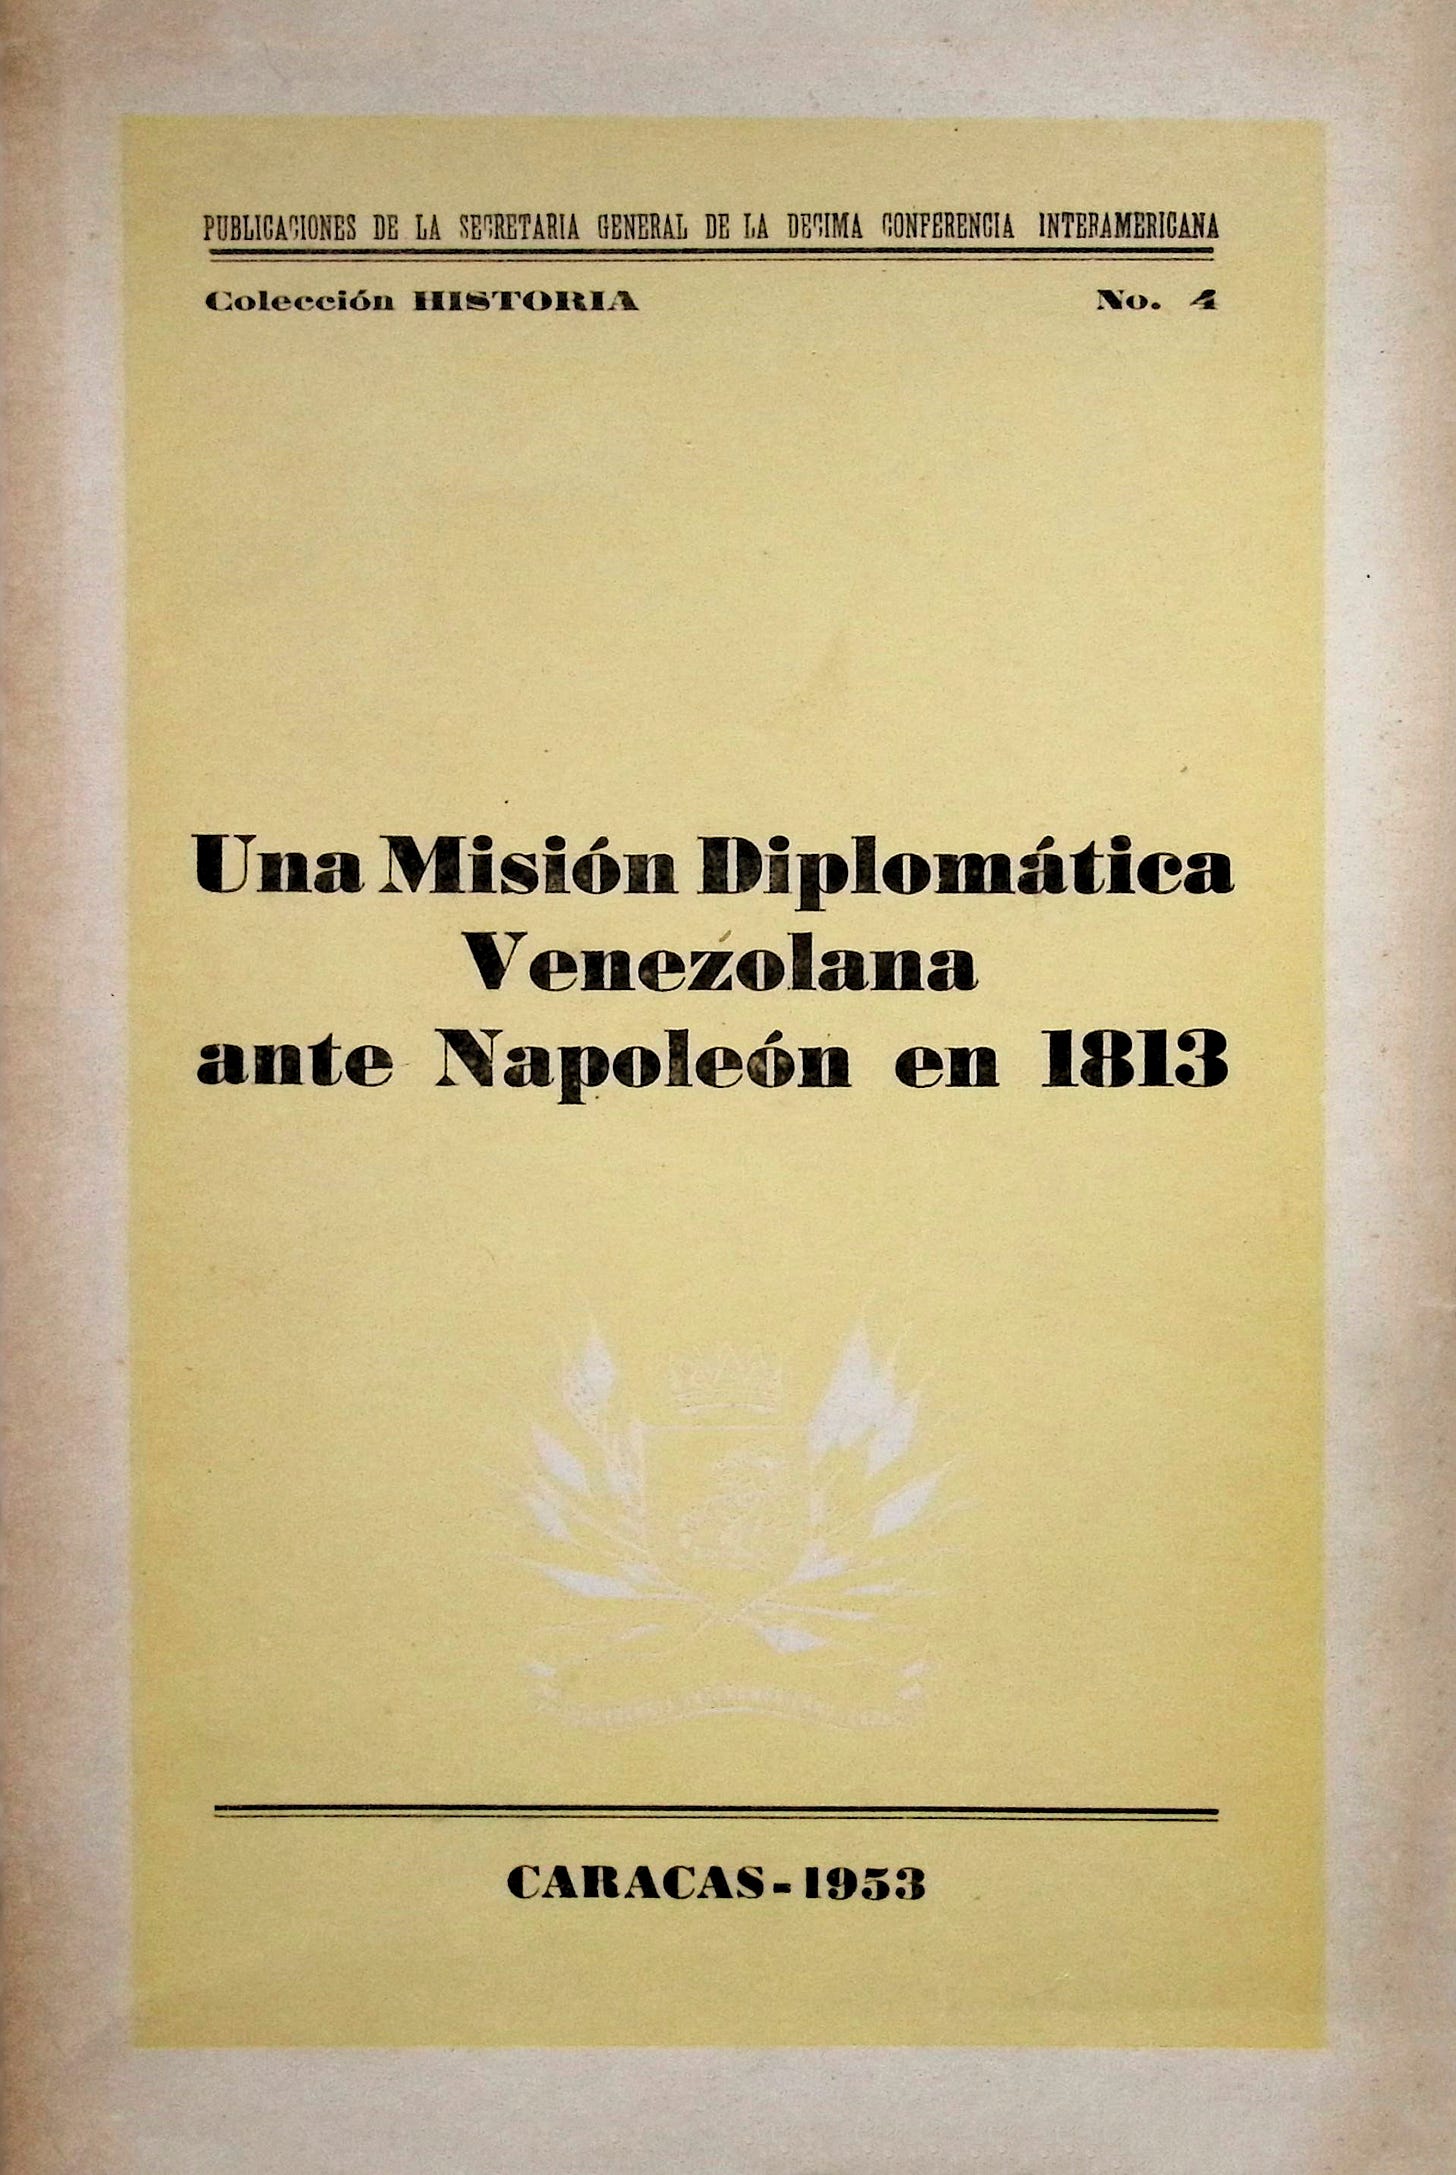 PUBLICACIONES DE LA SECRETARIA GENERAL DE LA DECIMA CONFERENCIA INTERAMERICANA
Colección HISTORIA No. 4
Una Misión Diplomática
Venezolana
ante Napoleón en 1813
CARACAS-1953